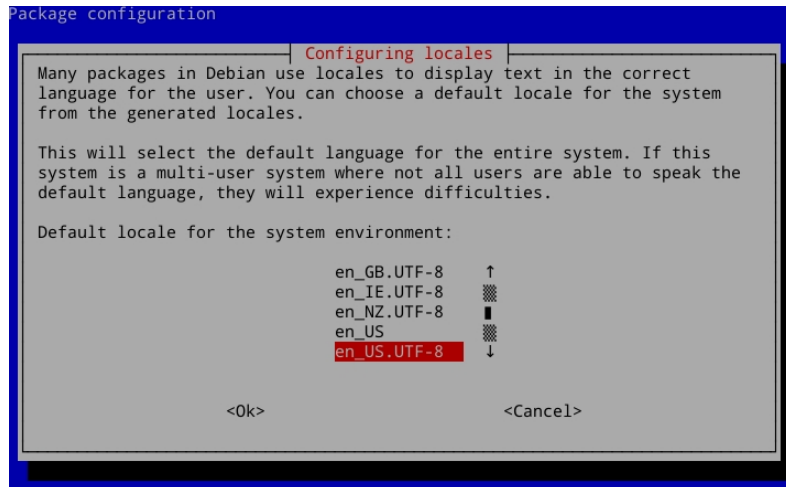 Package configuration
Configuring locales
Many packages in Debian use locales to display text in the correct
language for the user. You can choose a default locale for the system
from the generated locales.
This will select the default language for the entire system. If this
system is a multi-user system where not all users are able to speak the
default language, they will experience difficulties.
Default locale for the system environment:
en_GB.UTF-8 ↑
en_IE.UTF-8
en_NZ.UTF-8
en_US
en_US.UTF-8 ↓
<Ok> <Cancel>